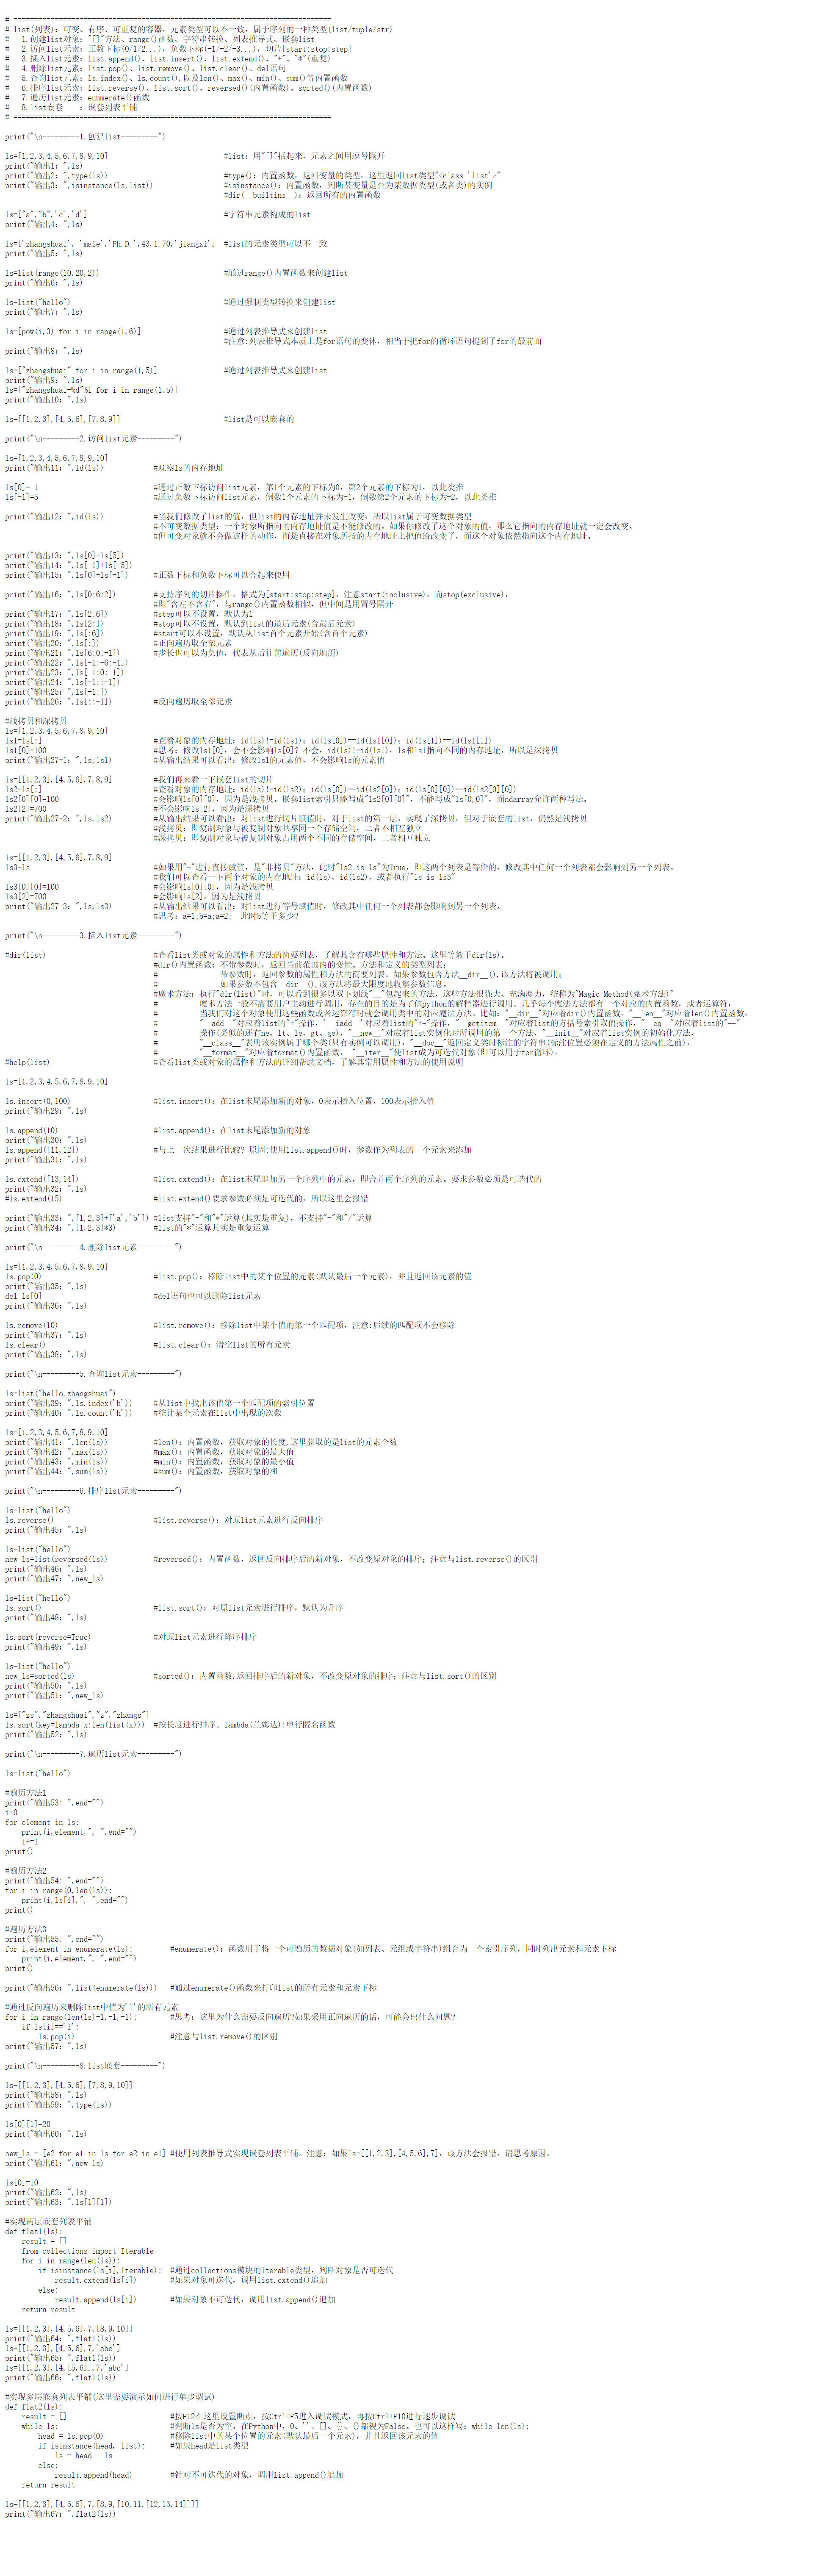 # =============================================================================
# list(列表)：可变、有序、可重复的容器，元素类型可以不一致，属于序列的一种类型(list/tuple/str)
#   1.创建list对象："[]"方法、range()函数、字符串转换、列表推导式、嵌套list
#   2.访问list元素：正数下标(0/1/2...)，负数下标(-1/-2/-3...)，切片[start:stop:step]
#   3.插入list元素：list.append()、list.insert()、list.extend()、"+"、"*"(重复)
#   4.删除list元素：list.pop()、list.remove()、list.clear()、del语句
#   5.查询list元素：ls.index()、ls.count(),以及len()、max()、min()、sum()等内置函数
#   6.排序list元素：list.reverse()、list.sort()、reversed()(内置函数)、sorted()(内置函数)
#   7.遍历list元素：enumerate()函数
#   8.list嵌套    ：嵌套列表平铺
# =============================================================================
print("\n---------1.创建list---------")
ls=[1,2,3,4,5,6,7,8,9,10]                            #list：用"[]"括起来，元素之间用逗号隔开
print("输出1：",ls)
print("输出2：",type(ls))                            #type()：内置函数，返回变量的类型，这里返回list类型"<class 'list'>"
print("输出3：",isinstance(ls,list))                 #isinstance()：内置函数，判断某变量是否为某数据类型(或者类)的实例
#dir(__builtins__)：返回所有的内置函数
ls=["a","b",'c','d']                                 #字符串元素构成的list
print("输出4：",ls)
ls=['zhangshuai', 'male','Ph.D.',43,1.70,'jiangxi']  #list的元素类型可以不一致
print("输出5：",ls)
ls=list(range(10,20,2))                              #通过range()内置函数来创建list
print("输出6：",ls)
ls=list("hello")                                     #通过强制类型转换来创建list
print("输出7：",ls)
ls=[pow(i,3) for i in range(1,6)]                    #通过列表推导式来创建list
#注意:列表推导式本质上是for语句的变体，相当于把for的循环语句提到了for的最前面
print("输出8：",ls)
ls=["zhangshuai" for i in range(1,5)]                #通过列表推导式来创建list
print("输出9：",ls)
ls=["zhangshuai-%d"%i for i in range(1,5)]
print("输出10：",ls)
ls=[[1,2,3],[4,5,6],[7,8,9]]                         #list是可以嵌套的
print("\n---------2.访问list元素---------")
ls=[1,2,3,4,5,6,7,8,9,10]
print("输出11：",id(ls))            #观察ls的内存地址
ls[0]=-1                            #通过正数下标访问list元素，第1个元素的下标为0，第2个元素的下标为1，以此类推
ls[-1]=5                            #通过负数下标访问list元素，倒数1个元素的下标为-1，倒数第2个元素的下标为-2，以此类推
print("输出12：",id(ls))            #当我们修改了list的值，但list的内存地址并未发生改变，所以list属于可变数据类型
#不可变数据类型：一个对象所指向的内存地址值是不能修改的。如果你修改了这个对象的值，那么它指向的内存地址就一定会改变。
#但可变对象就不会做这样的动作，而是直接在对象所指的内存地址上把值给改变了，而这个对象依然指向这个内存地址。
print("输出13：",ls[0]+ls[5])
print("输出14：",ls[-1]+ls[-5])
print("输出15：",ls[0]+ls[-1])      #正数下标和负数下标可以合起来使用
print("输出16：",ls[0:6:2])         #支持序列的切片操作，格式为[start:stop:step]，注意start(inclusive)，而stop(exclusive)，
#即"含左不含右"，与range()内置函数相似，但中间是用冒号隔开
print("输出17：",ls[2:6])           #step可以不设置，默认为1
print("输出18：",ls[2:])            #stop可以不设置，默认到list的最后元素(含最后元素)
print("输出19：",ls[:6])            #start可以不设置，默认从list首个元素开始(含首个元素)
print("输出20：",ls[:])             #正向遍历取全部元素
print("输出21：",ls[6:0:-1])        #步长也可以为负值，代表从后往前遍历(反向遍历)
print("输出22：",ls[-1:-6:-1])
print("输出23：",ls[-1:0:-1])
print("输出24：",ls[-1::-1])
print("输出25：",ls[-1:])
print("输出26：",ls[::-1])          #反向遍历取全部元素
#浅拷贝和深拷贝
ls=[1,2,3,4,5,6,7,8,9,10]
ls1=ls[:]                           #查看对象的内存地址：id(ls)!=id(ls1)；id(ls[0])==id(ls1[0])；id(ls[1])==id(ls1[1])
ls1[0]=100                          #思考：修改ls1[0]，会不会影响ls[0]？不会，id(ls)!=id(ls1)，ls和ls1指向不同的内存地址，所以是深拷贝
print("输出27-1：",ls,ls1)          #从输出结果可以看出：修改ls1的元素值，不会影响ls的元素值
ls=[[1,2,3],[4,5,6],7,8,9]          #我们再来看一下嵌套list的切片
ls2=ls[:]                           #查看对象的内存地址：id(ls)!=id(ls2)；id(ls[0])==id(ls2[0])；id(ls[0][0])==id(ls2[0][0])
ls2[0][0]=100                       #会影响ls[0][0]，因为是浅拷贝。嵌套list索引只能写成"ls2[0][0]"，不能写成"ls[0,0]"，而ndarray允许两种写法。
ls2[2]=700                          #不会影响ls[2]，因为是深拷贝
print("输出27-2：",ls,ls2)          #从输出结果可以看出：对list进行切片赋值时，对于list的第一层，实现了深拷贝，但对于嵌套的list，仍然是浅拷贝
#浅拷贝：即复制对象与被复制对象共享同一个存储空间，二者不相互独立
#深拷贝：即复制对象与被复制对象占用两个不同的存储空间，二者相互独立
ls=[[1,2,3],[4,5,6],7,8,9]
ls3=ls                              #如果用"="进行直接赋值，是"非拷贝"方法，此时"ls2 is ls"为True，即这两个列表是等价的，修改其中任何一个列表都会影响到另一个列表。
#我们可以查看一下两个对象的内存地址：id(ls)、id(ls2)，或者执行"ls is ls3"
ls3[0][0]=100                       #会影响ls[0][0]，因为是浅拷贝
ls3[2]=700                          #会影响ls[2]，因为是浅拷贝
print("输出27-3：",ls,ls3)          #从输出结果可以看出：对list进行等号赋值时，修改其中任何一个列表都会影响到另一个列表。
#思考：a=1;b=a;a=2;  此时b等于多少?
print("\n---------3.插入list元素---------")
#dir(list)                          #查看list类或对象的属性和方法的简要列表，了解其含有哪些属性和方法。这里等效于dir(ls)。
#dir()内置函数：不带参数时，返回当前范围内的变量、方法和定义的类型列表；
#               带参数时，返回参数的属性和方法的简要列表。如果参数包含方法__dir__(),该方法将被调用；
#               如果参数不包含__dir__(),该方法将最大限度地收集参数信息。
#魔术方法：执行"dir(list)"时，可以看到很多以双下划线"__"包起来的方法，这些方法很强大、充满魔力，统称为"Magic Method(魔术方法)"
#          魔术方法一般不需要用户主动进行调用，存在的目的是为了供python的解释器进行调用。几乎每个魔法方法都有一个对应的内置函数，或者运算符，
#          当我们对这个对象使用这些函数或者运算符时就会调用类中的对应魔法方法。比如："__dir__"对应着dir()内置函数，"__len__"对应着len()内置函数，
#          "__add__"对应着list的"+"操作，'__iadd__'对应着list的"+="操作，"__getitem__"对应着list的方括号索引取值操作，"__eq__"对应着list的"=="
#          操作(类似的还有ne、lt、le、gt、ge)，"__new__"对应着list实例化时所调用的第一个方法，"__init__"对应着list实例的初始化方法，
#          "__class__"表明该实例属于哪个类(只有实例可以调用)，"__doc__"返回定义类时标注的字符串(标注位置必须在定义的方法属性之前)，
#          "__format__"对应着format()内置函数， "__iter__"使list成为可迭代对象(即可以用于for循环)。
#help(list)                         #查看list类或对象的属性和方法的详细帮助文档，了解其常用属性和方法的使用说明
ls=[1,2,3,4,5,6,7,8,9,10]
ls.insert(0,100)                    #list.insert()：在list末尾添加新的对象，0表示插入位置，100表示插入值
print("输出29：",ls)
ls.append(10)                       #list.append()：在list末尾添加新的对象
print("输出30：",ls)
ls.append([11,12])                  #与上一次结果进行比较? 原因:使用list.append()时，参数作为列表的一个元素来添加
print("输出31：",ls)
ls.extend([13,14])                  #list.extend()：在list末尾追加另一个序列中的元素，即合并两个序列的元素。要求参数必须是可迭代的
print("输出32：",ls)
#ls.extend(15)                      #list.extend()要求参数必须是可迭代的，所以这里会报错
print("输出33：",[1,2,3]+['a','b']) #list支持"+"和"*"运算(其实是重复)，不支持"-"和"/"运算
print("输出34：",[1,2,3]*3)         #list的"*"运算其实是重复运算
print("\n---------4.删除list元素---------")
ls=[1,2,3,4,5,6,7,8,9,10]
ls.pop(0)                           #list.pop()：移除list中的某个位置的元素(默认最后一个元素)，并且返回该元素的值
print("输出35：",ls)
del ls[0]                           #del语句也可以删除list元素
print("输出36：",ls)
ls.remove(10)                       #list.remove()：移除list中某个值的第一个匹配项，注意:后续的匹配项不会移除
print("输出37：",ls)
ls.clear()                          #list.clear()：清空list的所有元素
print("输出38：",ls)
print("\n---------5.查询list元素---------")
ls=list("hello,zhangshuai")
print("输出39：",ls.index('h'))     #从list中找出该值第一个匹配项的索引位置
print("输出40：",ls.count('h'))     #统计某个元素在list中出现的次数
ls=[1,2,3,4,5,6,7,8,9,10]
print("输出41：",len(ls))           #len()：内置函数，获取对象的长度,这里获取的是list的元素个数
print("输出42：",max(ls))           #max()：内置函数，获取对象的最大值
print("输出43：",min(ls))           #min()：内置函数，获取对象的最小值
print("输出44：",sum(ls))           #sum()：内置函数，获取对象的和
print("\n---------6.排序list元素---------")
ls=list("hello")
ls.reverse()                        #list.reverse()：对原list元素进行反向排序
print("输出45：",ls)
ls=list("hello")
new_ls=list(reversed(ls))           #reversed()：内置函数，返回反向排序后的新对象，不改变原对象的排序；注意与list.reverse()的区别
print("输出46：",ls)
print("输出47：",new_ls)
ls=list("hello")
ls.sort()                           #list.sort()：对原list元素进行排序，默认为升序
print("输出48：",ls)
ls.sort(reverse=True)               #对原list元素进行降序排序
print("输出49：",ls)
ls=list("hello")
new_ls=sorted(ls)                   #sorted()：内置函数,返回排序后的新对象，不改变原对象的排序；注意与list.sort()的区别
print("输出50：",ls)
print("输出51：",new_ls)
ls=["zs","zhangshuai","z","zhangs"]
ls.sort(key=lambda x:len(list(x)))  #按长度进行排序。lambda(兰姆达):单行匿名函数
print("输出52：",ls)
print("\n---------7.遍历list元素---------")
ls=list("hello")
#遍历方法1
print("输出53: ",end="")
i=0
for element in ls:
    print(i,element,", ",end="")
    i+=1
print()
#遍历方法2
print("输出54: ",end="")
for i in range(0,len(ls)):
    print(i,ls[i],", ",end="")
print()
#遍历方法3
print("输出55: ",end="")
for i,element in enumerate(ls):         #enumerate()：函数用于将一个可遍历的数据对象(如列表、元组或字符串)组合为一个索引序列，同时列出元素和元素下标
    print(i,element,", ",end="")
print()
print("输出56：",list(enumerate(ls)))   #通过enumerate()函数来打印list的所有元素和元素下标
#通过反向遍历来删除list中值为'l'的所有元素
for i in range(len(ls)-1,-1,-1):        #思考：这里为什么需要反向遍历?如果采用正向遍历的话，可能会出什么问题?
    if ls[i]=='l':
        ls.pop(i)                       #注意与list.remove()的区别
print("输出57：",ls)
print("\n---------8.list嵌套---------")
ls=[[1,2,3],[4,5,6],[7,8,9,10]]
print("输出58：",ls)
print("输出59：",type(ls))
ls[0][1]=20
print("输出60：",ls)
new_ls = [e2 for e1 in ls for e2 in e1] #使用列表推导式实现嵌套列表平铺。注意：如果ls=[[1,2,3],[4,5,6],7]，该方法会报错，请思考原因。
print("输出61：",new_ls)
ls[0]=10
print("输出62：",ls)
print("输出63：",ls[1][1])
#实现两层嵌套列表平铺
def flat1(ls):
    result = []
    from collections import Iterable
    for i in range(len(ls)):
        if isinstance(ls[i],Iterable):  #通过collections模块的Iterable类型，判断对象是否可迭代
            result.extend(ls[i])        #如果对象可迭代，调用list.extend()追加
        else:
            result.append(ls[i])        #如果对象不可迭代，调用list.append()追加
    return result
ls=[[1,2,3],[4,5,6],7,[8,9,10]]
print("输出64：",flat1(ls))
ls=[[1,2,3],[4,5,6],7,'abc']
print("输出65：",flat1(ls))
ls=[[1,2,3],[4,[5,6]],7,'abc']
print("输出66：",flat1(ls))
#实现多层嵌套列表平铺(这里需要演示如何进行单步调试)
def flat2(ls):
    result = []                         #按F12在这里设置断点，按Ctrl+F5进入调试模式，再按Ctrl+F10进行逐步调试
    while ls:                           #判断ls是否为空。在Python中，0、''、[]、{}、()都视为False。也可以这样写：while len(ls):
        head = ls.pop(0)                #移除list中的某个位置的元素(默认最后一个元素)，并且返回该元素的值
        if isinstance(head, list):      #如果head是list类型
            ls = head + ls
        else:
            result.append(head)         #针对不可迭代的对象，调用list.append()追加
    return result
ls=[[1,2,3],[4,5,6],7,[8,9,[10,11,[12,13,14]]]]
print("输出67：",flat2(ls))